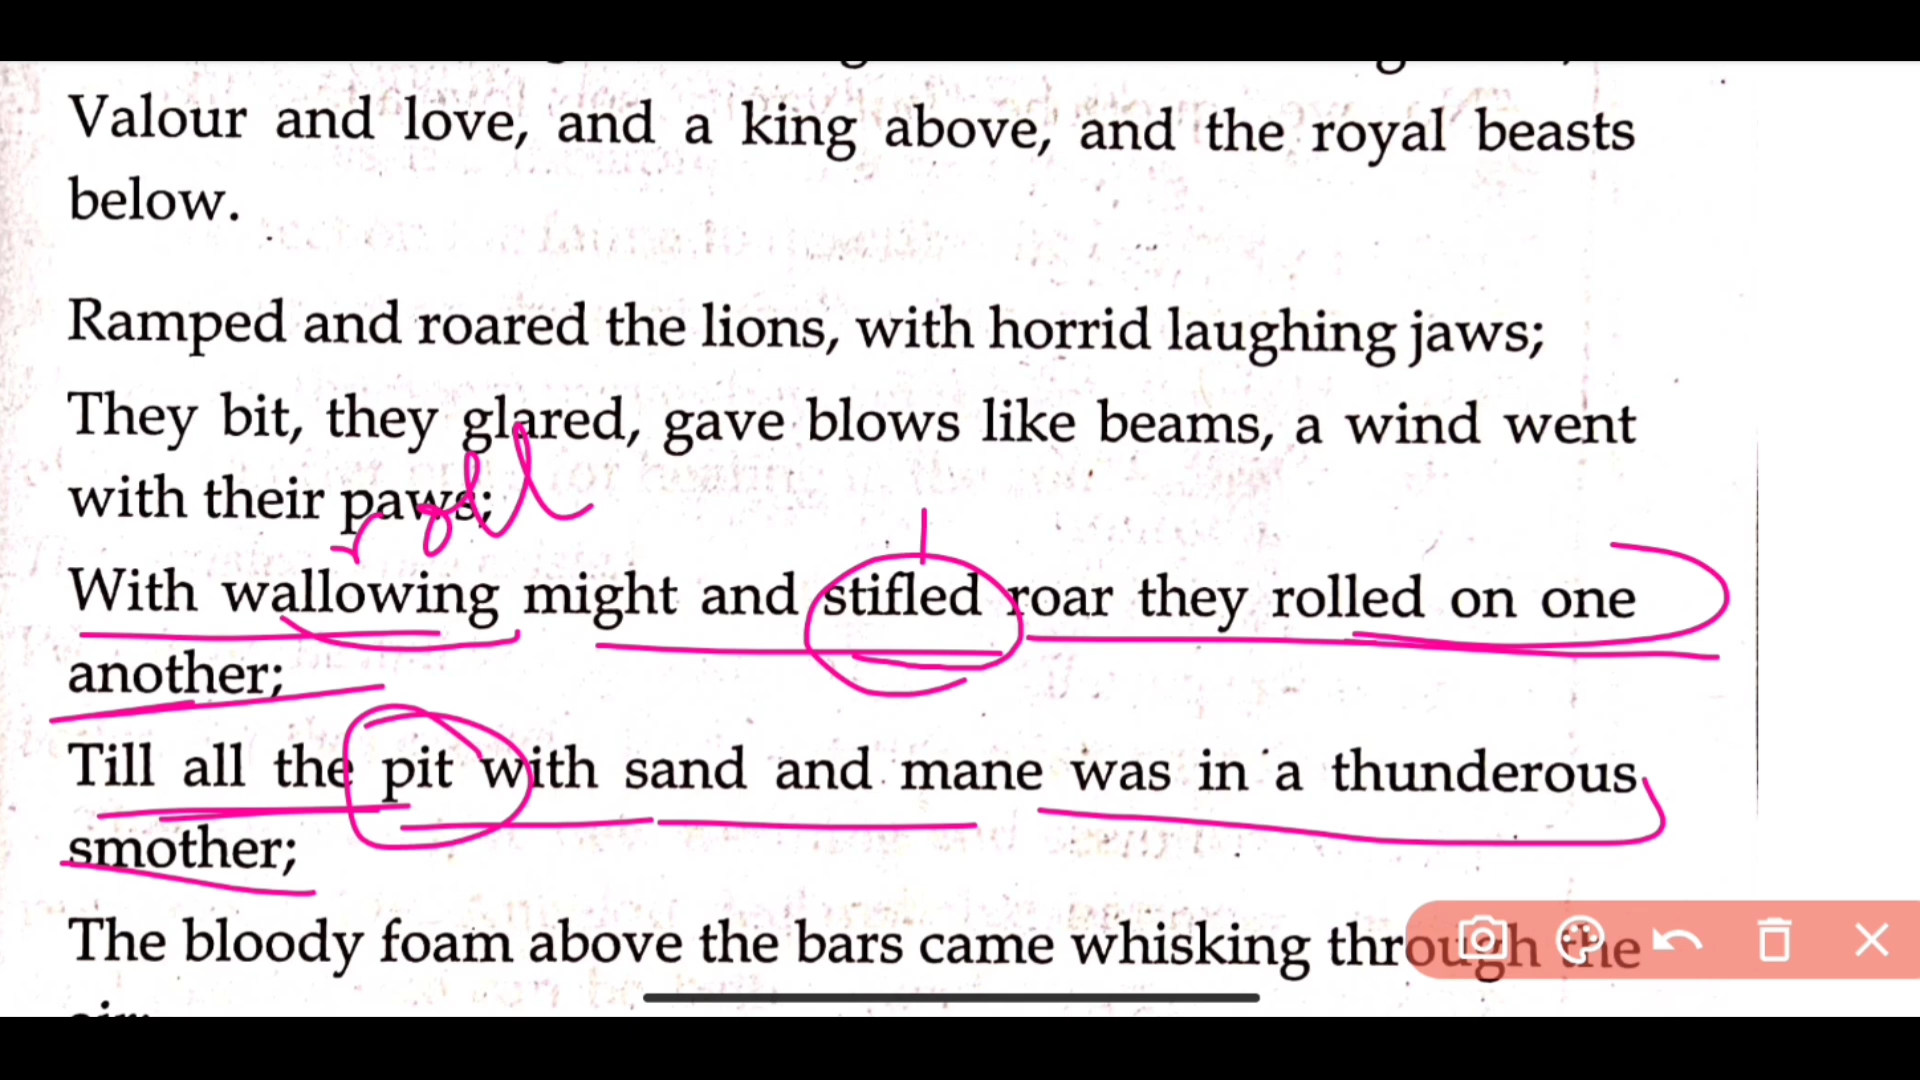 Valour and love, and a king above, and the royal beasts
below.
Ramped and roared the lions, with horrid laughing jaws;
They bit, they glared, gave blows like beams, a wind went
with their paws;
roll
With wallowing might and stifled roar they rolled on one
another;
Till all the pit with sand and mane was in a thunderous
smother;
The bloody foam above the bars came whisking through the